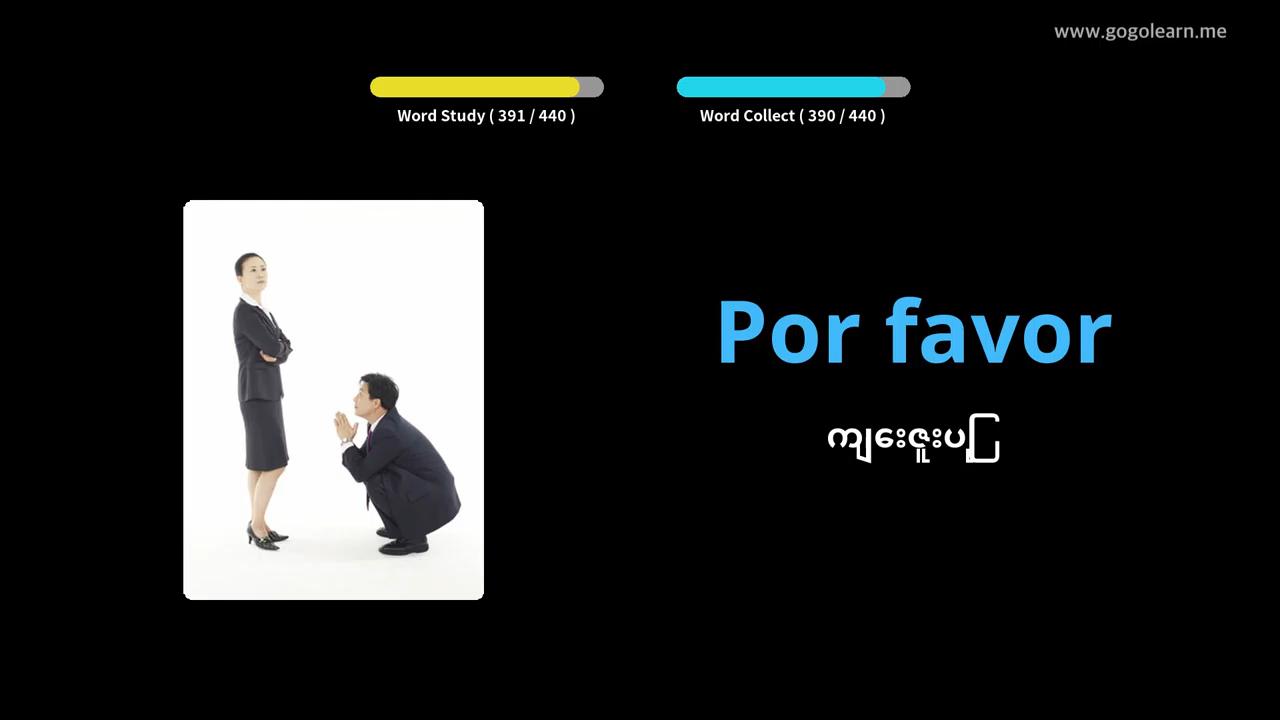 www.gogolearn.me
Word Study ( 391 / 440 )
Word Collect ( 390 / 440 )
Por favor
ကျေးဇူးပြု